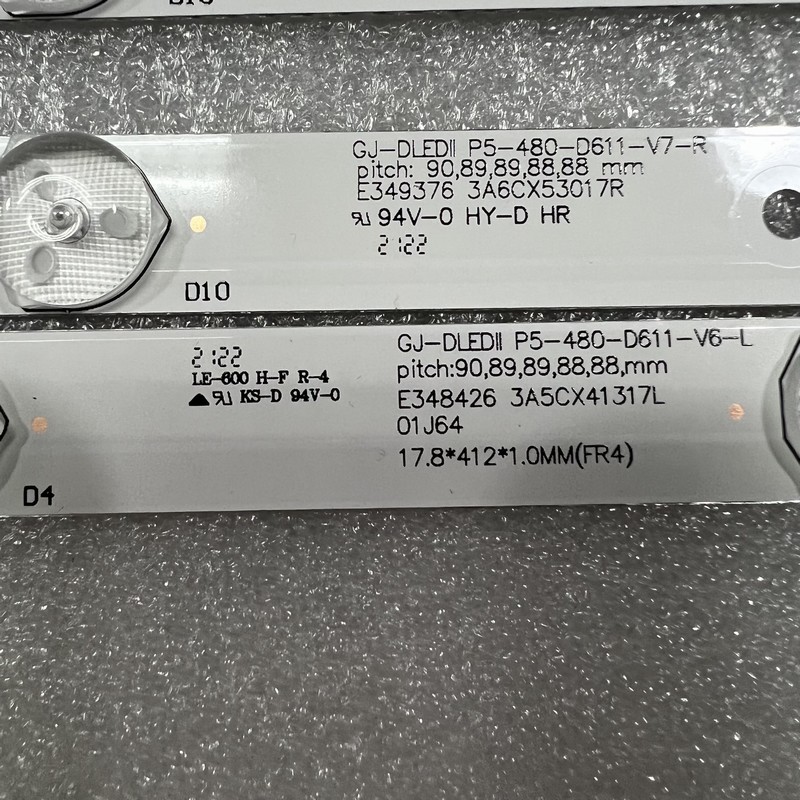 GJ-DLEDⅡ P5-480-D611-V7-R
pitch: 90,89,89,88,88 mm
E349376 3A6CX53017R
94V-0 HY-D HR
2122
D10
GJ-DLEDⅡ P5-480-D611-V6-L
pitch:90,89,89,88,88,mm
E348426 3A5CX41317L
01J64
17.8*412*1.0MM(FR4)
2122
LE-600 H-F R-4
KS-D 94V-0
D4